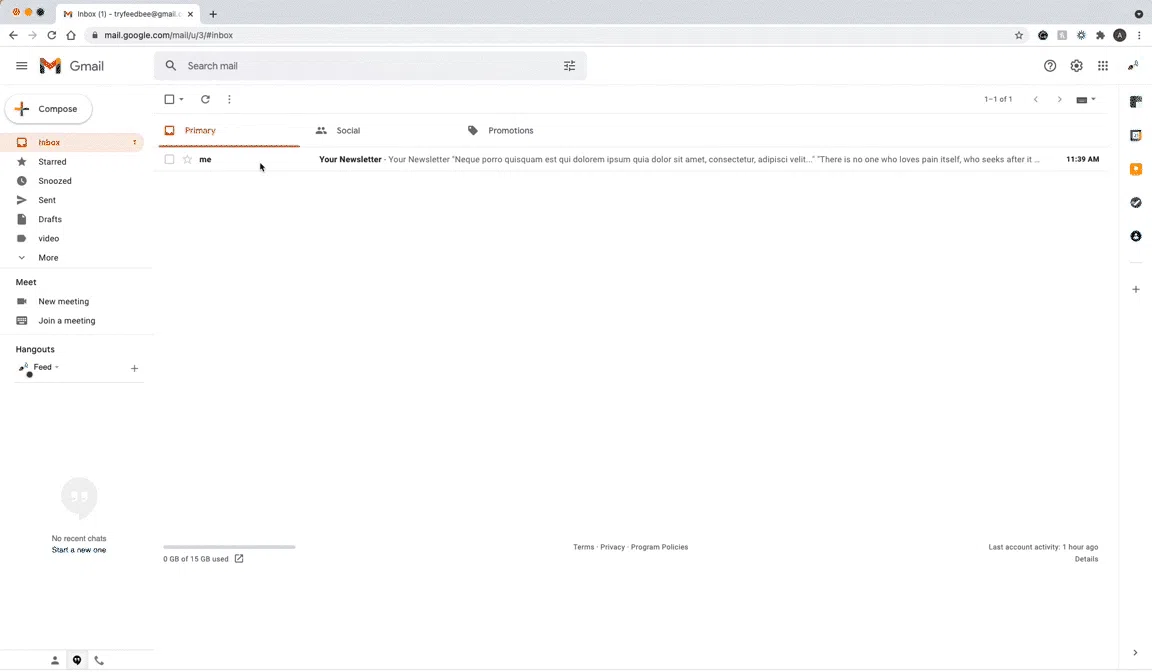 Inbox (1) - tryfeedbee@gmail.c
mail.google.com/mail/u/3/#inbox
A
Gmail
Search mail
Compose
1–1 of 1
Inbox 1
Primary
Social
Promotions
Starred
me
Your Newsletter - Your Newsletter "Neque porro quisquam est qui dolorem ipsum quia dolor sit amet, consectetur, adipisci velit..." "There is no one who loves pain itself, who seeks after it ...
11:39 AM
Snoozed
Sent
Drafts
video
More
Meet
New meeting
Join a meeting
Hangouts
Feed
No recent chats
Start a new one
0 GB of 15 GB used
Terms · Privacy · Program Policies
Last account activity: 1 hour ago
Details